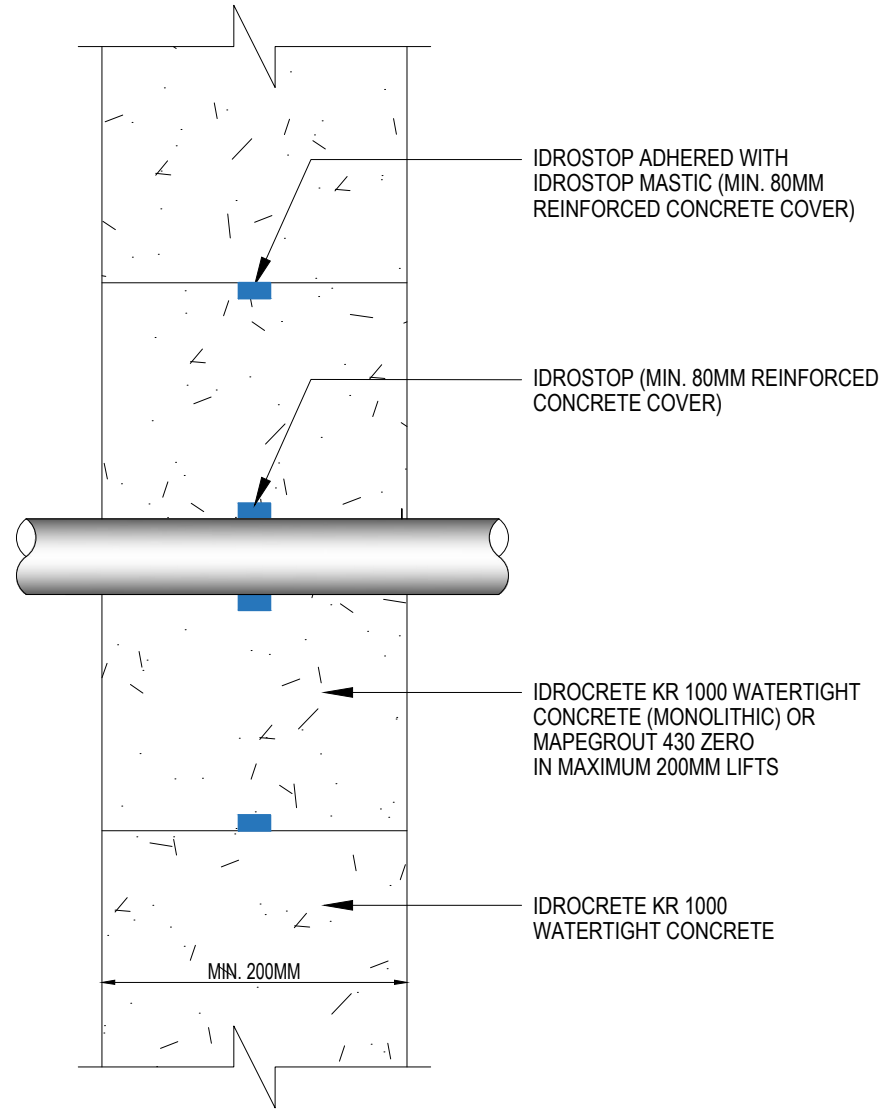 IDROSTOP ADHERED WITH
IDROSTOP MASTIC (MIN. 80MM
REINFORCED CONCRETE COVER)
IDROSTOP (MIN. 80MM REINFORCED
CONCRETE COVER)
IDROCRETE KR 1000 WATERTIGHT
CONCRETE (MONOLITHIC) OR
MAPEGROUT 430 ZERO
IN MAXIMUM 200MM LIFTS
IDROCRETE KR 1000
WATERTIGHT CONCRETE
MIN. 200MM